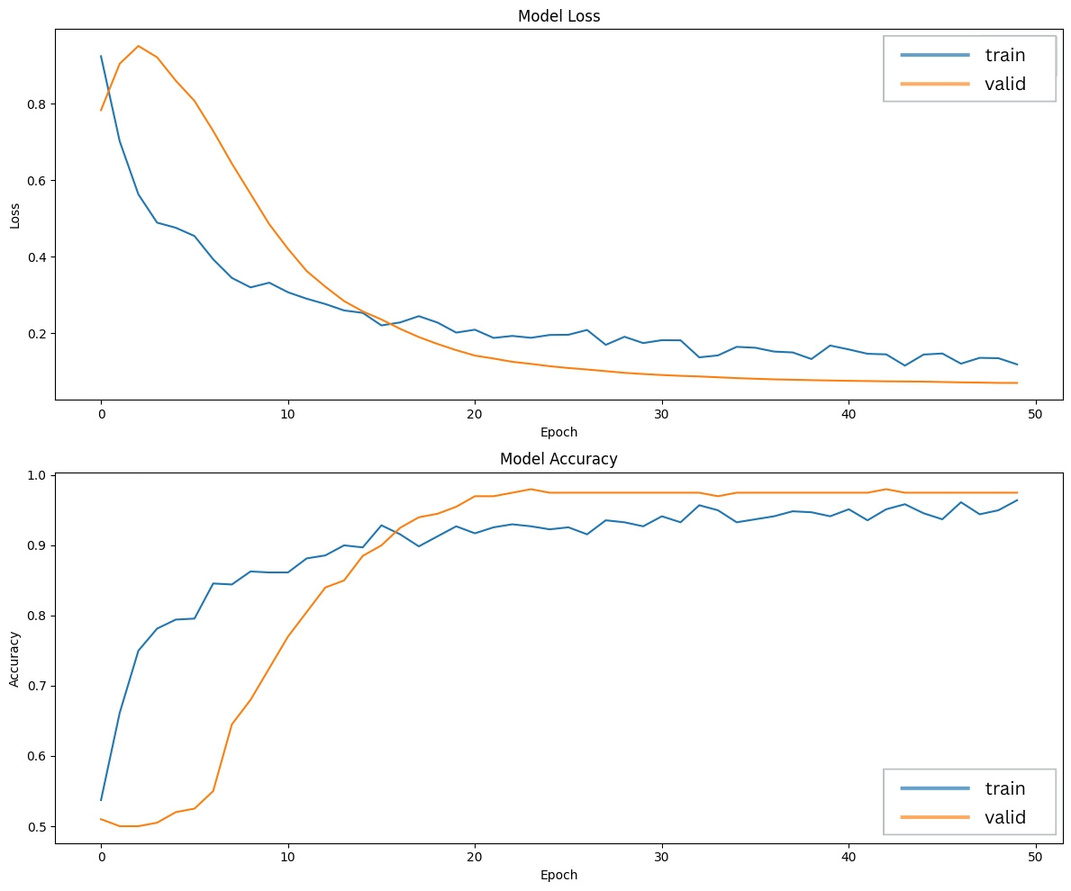 Model Loss
train
valid
0.8
0.6
Loss
0.4
0.2
0 10 20 30 40 50
Epoch
Model Accuracy
1.0
0.9
0.8
0.7
Accuracy
0.6
0.5
train
valid
0 10 20 30 40 50
Epoch